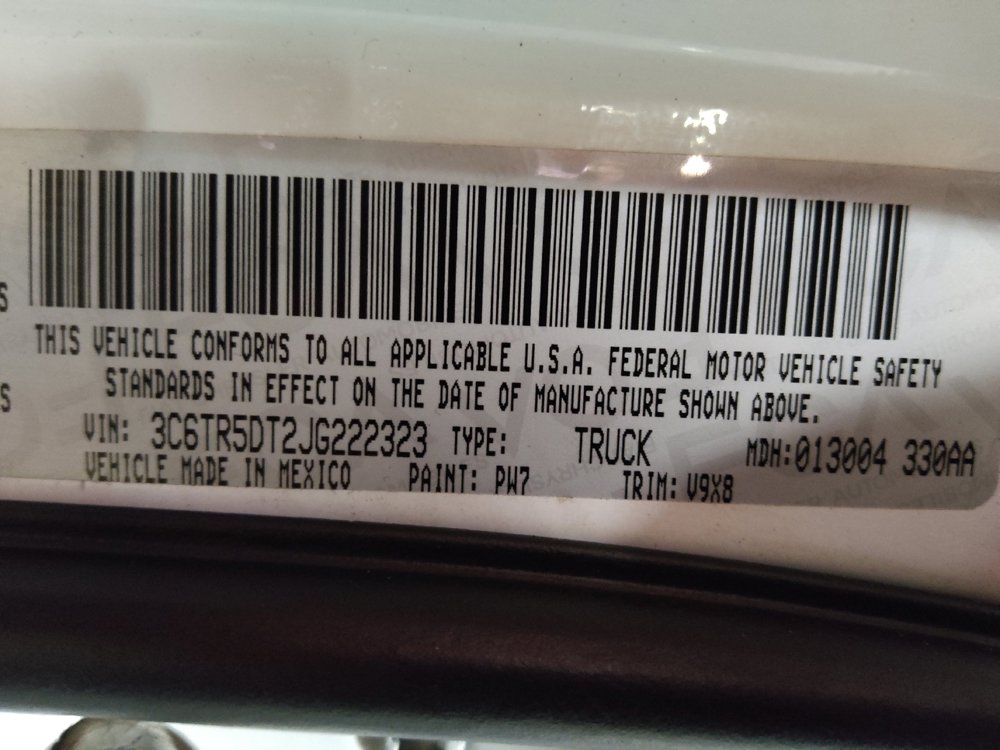 S
THIS VEHICLE CONFORMS TO ALL APPLICABLE U.S.A. FEDERAL MOTOR VEHICLE SAFETY
S STANDARDS IN EFFECT ON THE DATE OF MANUFACTURE SHOWN ABOVE.
VIN: 3C6TR5DT2JG222323 TYPE: TRUCK MDH:013004 330AA
VEHICLE MADE IN MEXICO PAINT: PW7 TRIM: V9X8